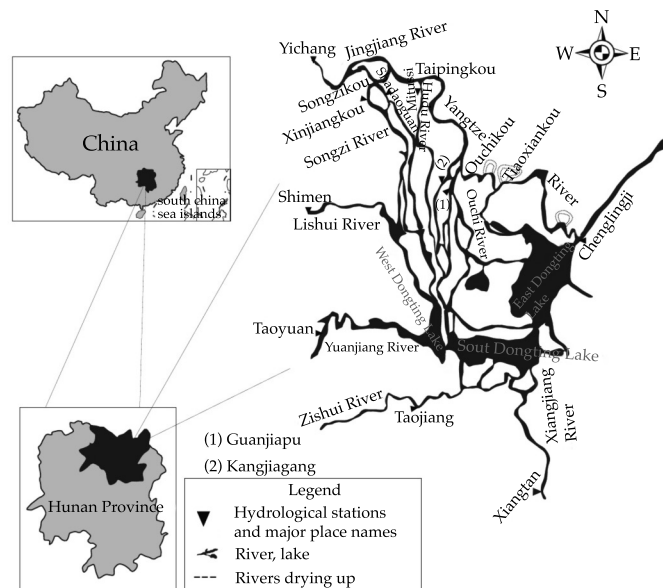 N
W
E
S
Yichang
Jingjiang River
Taipingkou
Songzikou
Shadaoguan
Mituosi
Hudu River
Xinjiangkou
Songzi River
Yangtze
Ouchikou
Tiaoxiankou
River
(2)
(1)
Ouchi River
Chenglingji
China
south china
sea islands
Shimen
Lishui River
West Dongting Lake
East Dongting
Lake
Taoyuan
Yuanjiang River
Sout Dongting Lake
Zishui River
Taojiang
Xiangjiang
River
Xiangtan
Hunan Province
(1) Guanjiapu
(2) Kangjiagang
Legend
Hydrological stations
and major place names
River, lake
Rivers drying up